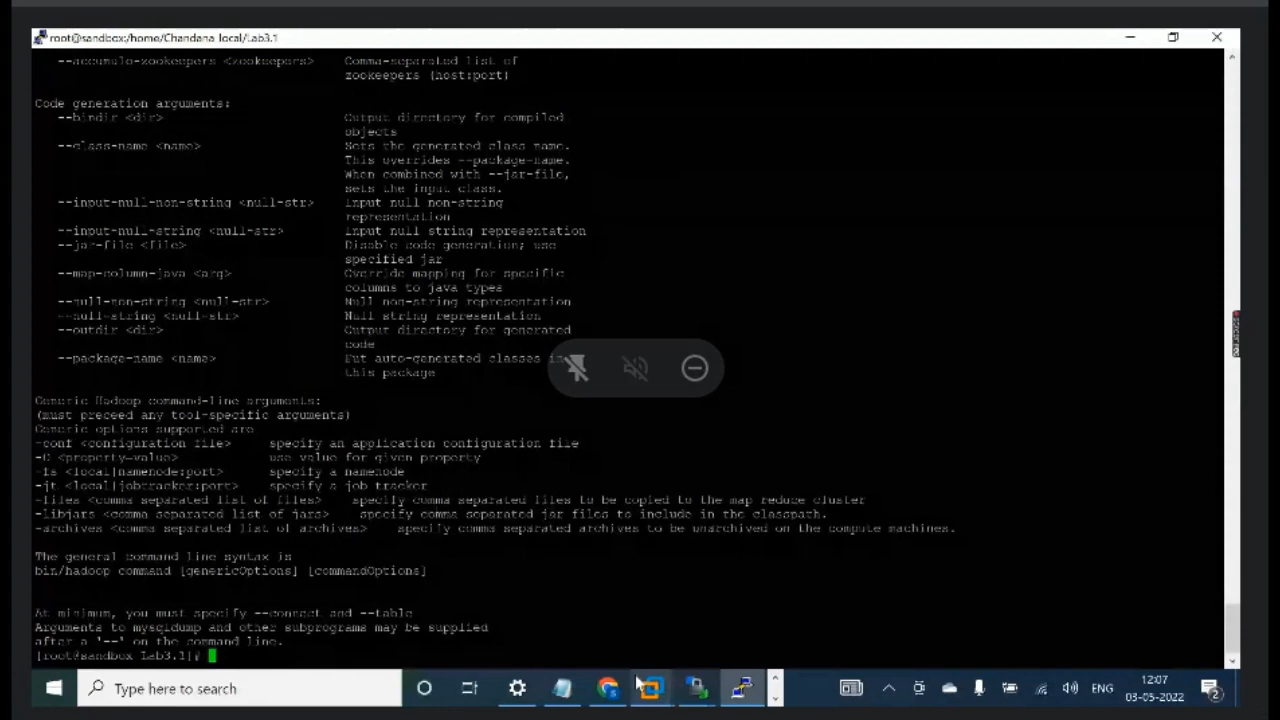 root@sandbox:/home/Chandana_local/Lab3.1
--accumulo-zookeepers <zookeepers> Comma-separated list of
zookeepers (host:port)
Code generation arguments:
--bindir <dir> Output directory for compiled
objects
--class-name <name> Sets the generated class name.
This overrides --package-name.
When combined with --jar-file,
sets the input class.
--input-null-non-string <null-str> Input null non-string
representation
--input-null-string <null-str> Input null string representation
--jar-file <file> Disable code generation; use
specified jar
--map-column-java <arg> Override mapping for specific
columns to java types
--null-non-string <null-str> Null non-string representation
--null-string <null-str> Null string representation
--outdir <dir> Output directory for generated
code
--package-name <name> Put auto-generated classes in
this package
Generic Hadoop command-line arguments:
(must preceed any tool-specific arguments)
Generic options supported are
-conf <configuration file> specify an application configuration file
-D <property=value> use value for given property
-fs <local|namenode:port> specify a namenode
-jt <local|jobtracker:port> specify a job tracker
-files <comma separated list of files> specify comma separated files to be copied to the map reduce cluster
-libjars <comma separated list of jars> specify comma separated jar files to include in the classpath.
-archives <comma separated list of archives> specify comma separated archives to be unarchived on the compute machines.
The general command line syntax is
bin/hadoop command [genericOptions] [commandOptions]
At minimum, you must specify --connect and --table
Arguments to mysqldump and other subprograms may be supplied
after a '--' on the command line.
[root@sandbox Lab3.1]#
Type here to search
ENG
12:07
03-05-2022
2